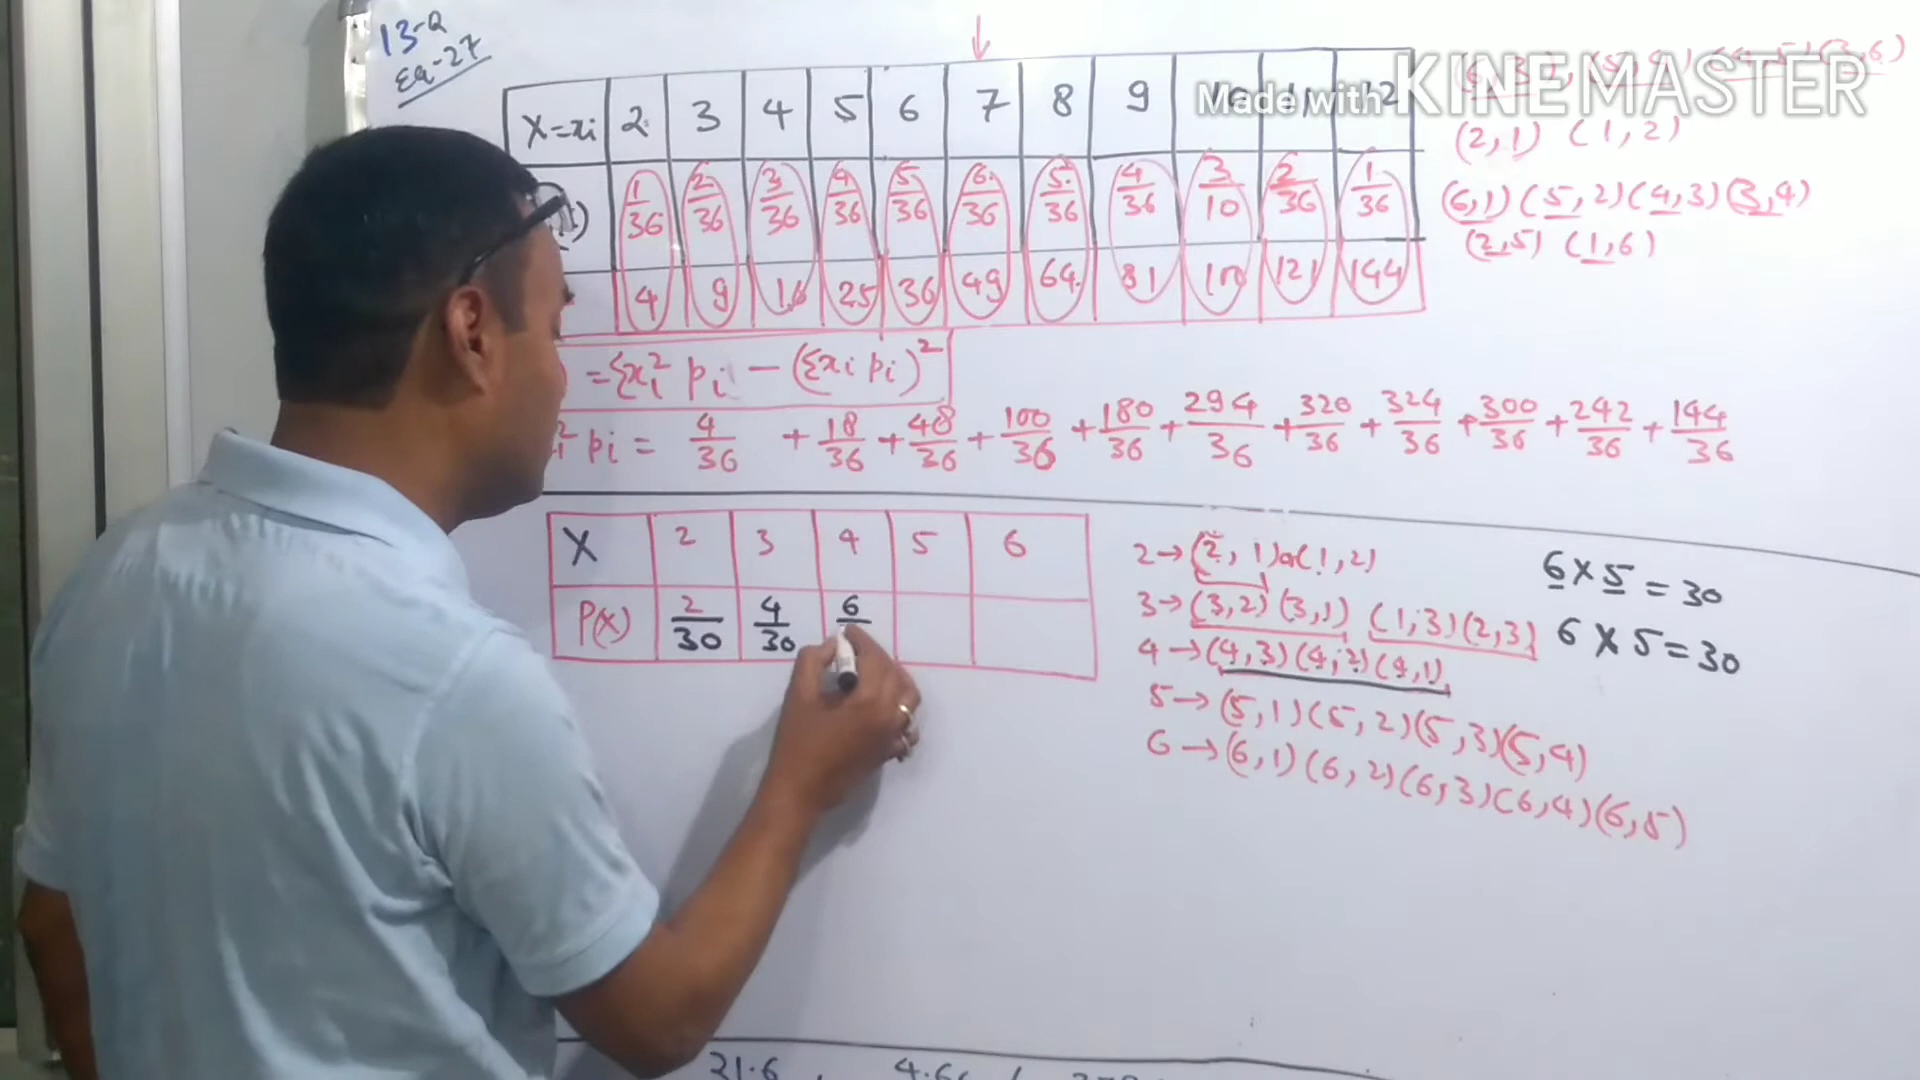 13-Q
Eg-27
Made with KINEMASTER
X=xi 2 3 4 5 6 7 8 9 12
1/36 2/36 3/36 4/36 5/36 6/36 5/36 4/36 3/10 2/36 1/36
4 9 16 25 36 49 64 81 100 121 144
(2,1) (1,2)
(6,1) (5,2) (4,3) (3,4)
(2,5) (1,6)
= Σxi² pi - (Σxi pi)²
pi = 4/36 + 18/36 + 48/36 + 100/36 + 180/36 + 294/36 + 320/36 + 324/36 + 300/36 + 242/36 + 144/36
X 2 3 4 5 6
P(X) 2/30 4/30 6
2→(2,1)or(1,2)
3→(3,2)(3,1) (1,3)(2,3)
4→(4,3)(4,2)(4,1)
5→(5,1)(5,2)(5,3)(5,4)
6→(6,1)(6,2)(6,3)(6,4)(6,5)
6×5=30
6×5=30
21.6